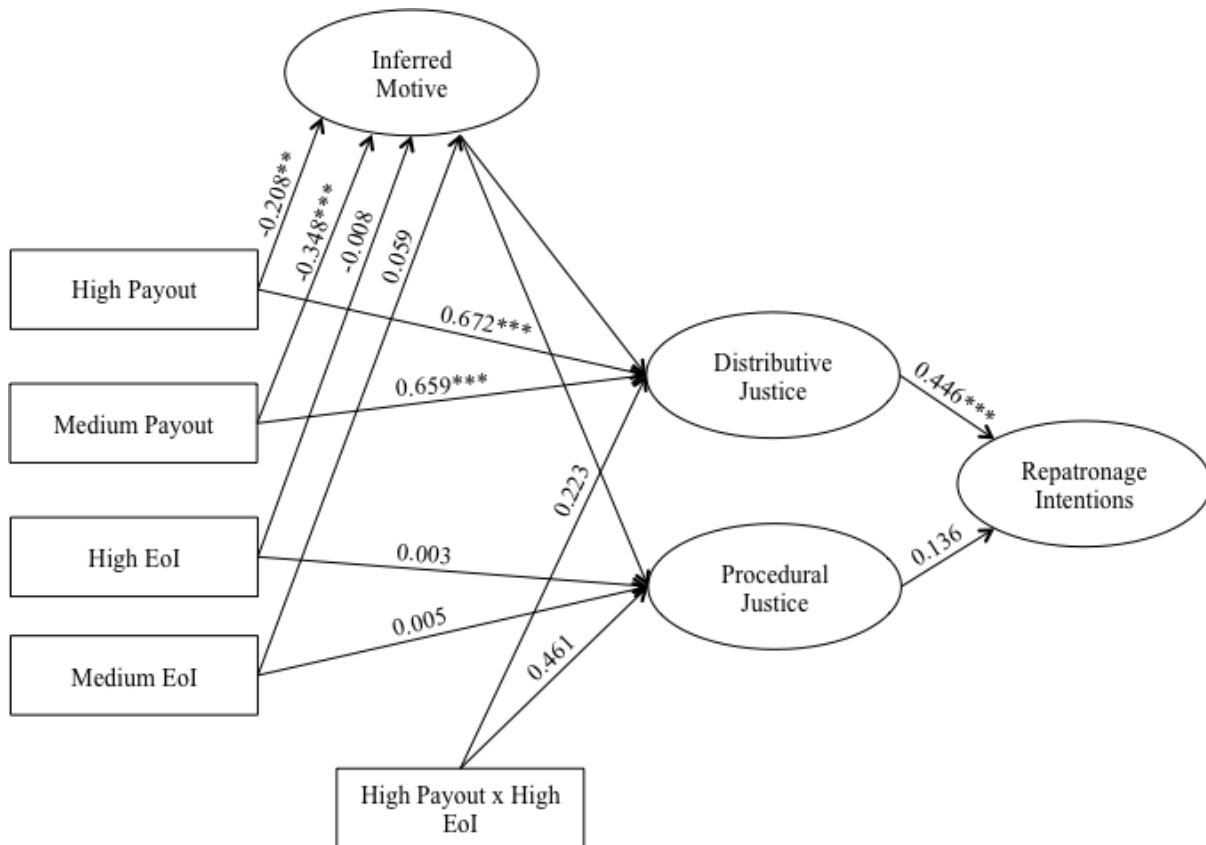 Inferred
Motive
-0.208**
-0.348***
-0.008
0.059
High Payout
0.672***
Distributive
Justice
Medium Payout
0.659***
0.446***
Repatronage
Intentions
0.223
High EoI
0.003
Procedural
Justice
0.136
Medium EoI
0.005
0.461
High Payout x High
EoI